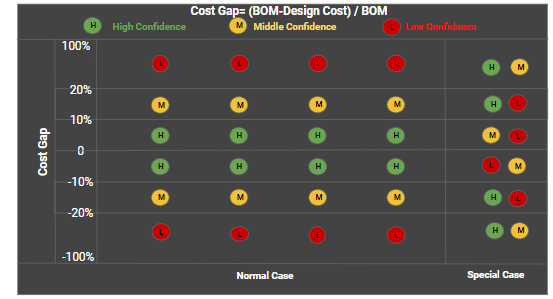 Cost Gap= (BOM-Design Cost) / BOM
H High Confidence M Middle Confidence L Low Confidence
100%
L L L L H M
20%
M M M M H L
10%
H H H H M L
0
H H H H L M
-10%
M M M M H L
-20%
L L L L H M
-100%
Cost Gap
Normal Case Special Case